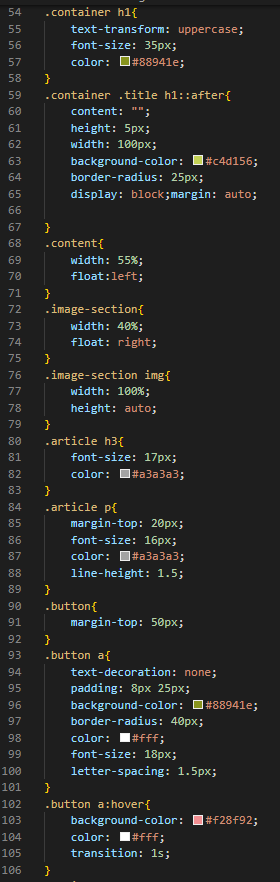 54 .container h1{
55     text-transform: uppercase;
56     font-size: 35px;
57     color: #88941e;
58 }
59 .container .title h1::after{
60     content: "";
61     height: 5px;
62     width: 100px;
63     background-color: #c4d156;
64     border-radius: 25px;
65     display: block;margin: auto;
66
67 }
68 .content{
69     width: 55%;
70     float:left;
71 }
72 .image-section{
73     width: 40%;
74     float: right;
75 }
76 .image-section img{
77     width: 100%;
78     height: auto;
79 }
80 .article h3{
81     font-size: 17px;
82     color: #a3a3a3;
83 }
84 .article p{
85     margin-top: 20px;
86     font-size: 16px;
87     color: #a3a3a3;
88     line-height: 1.5;
89 }
90 .button{
91     margin-top: 50px;
92 }
93 .button a{
94     text-decoration: none;
95     padding: 8px 25px;
96     background-color: #88941e;
97     border-radius: 40px;
98     color: #fff;
99     font-size: 18px;
100     letter-spacing: 1.5px;
101 }
102 .button a:hover{
103     background-color: #f28f92;
104     color: #fff;
105     transition: 1s;
106 }